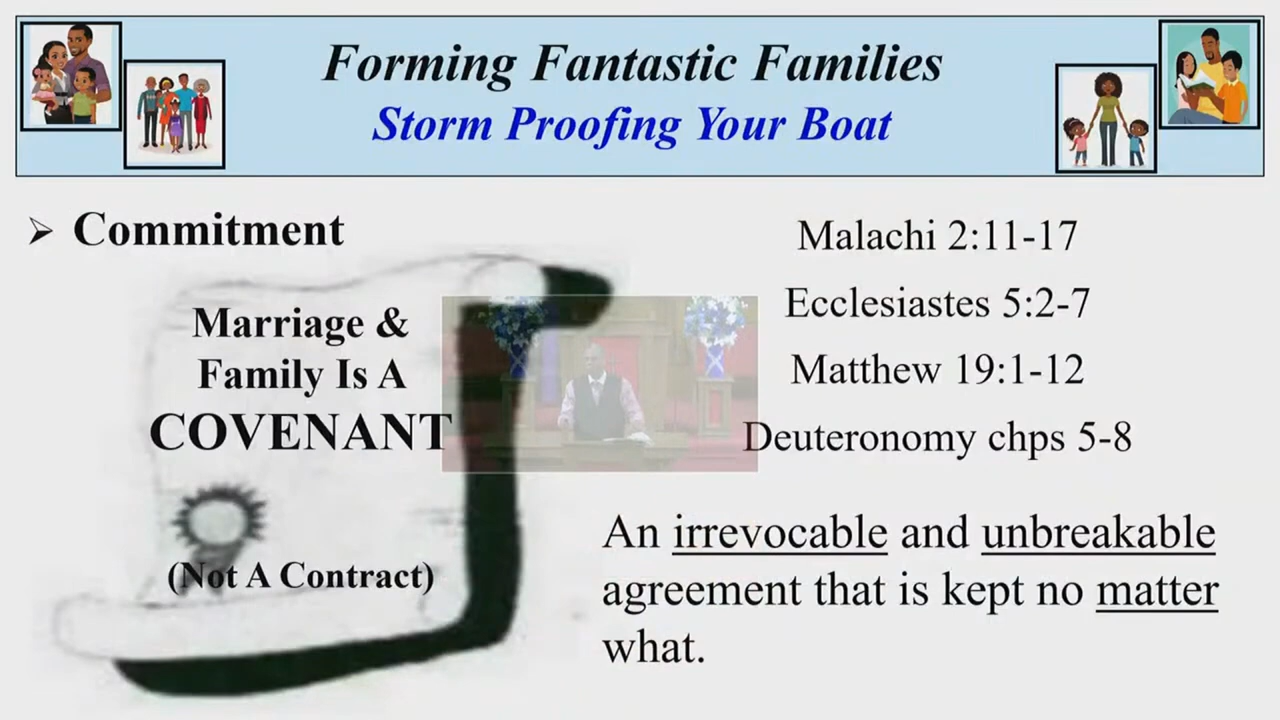 Forming Fantastic Families
Storm Proofing Your Boat
➢ Commitment
Marriage &
Family Is A
COVENANT
(Not A Contract)
Malachi 2:11-17
Ecclesiastes 5:2-7
Matthew 19:1-12
Deuteronomy chps 5-8
An irrevocable and unbreakable
agreement that is kept no matter
what.